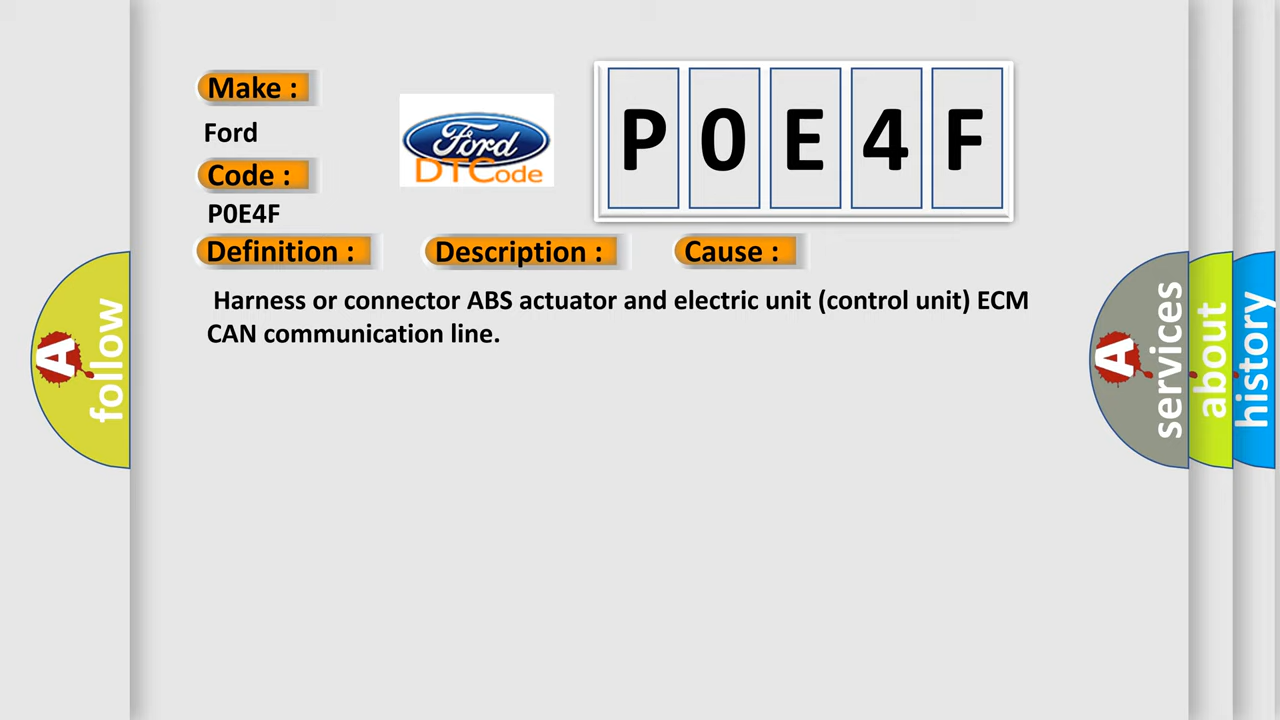 Make :
Ford
Code :
P0E4F
Ford
DTCode
P 0 E 4 F
Definition :
Description :
Cause :
Harness or connector ABS actuator and electric unit (control unit) ECM
CAN communication line.
A follow
A services
about
history